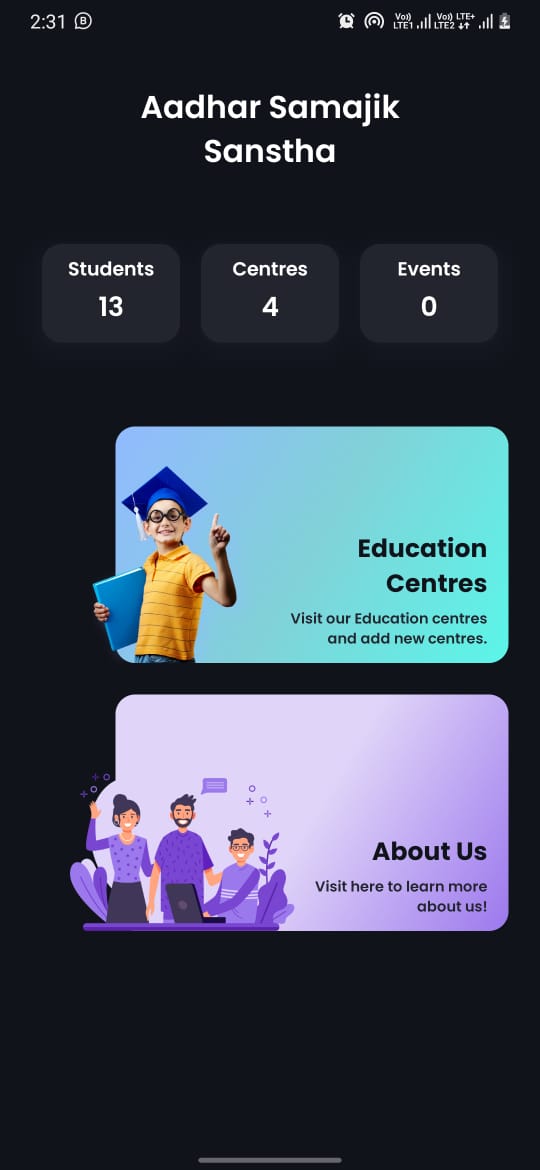 2:31
Vo)) LTE1 Vo)) LTE+ LTE2
Aadhar Samajik
Sanstha
Students Centres Events
13 4 0
Education
Centres
Visit our Education centres
and add new centres.
About Us
Visit here to learn more
about us!